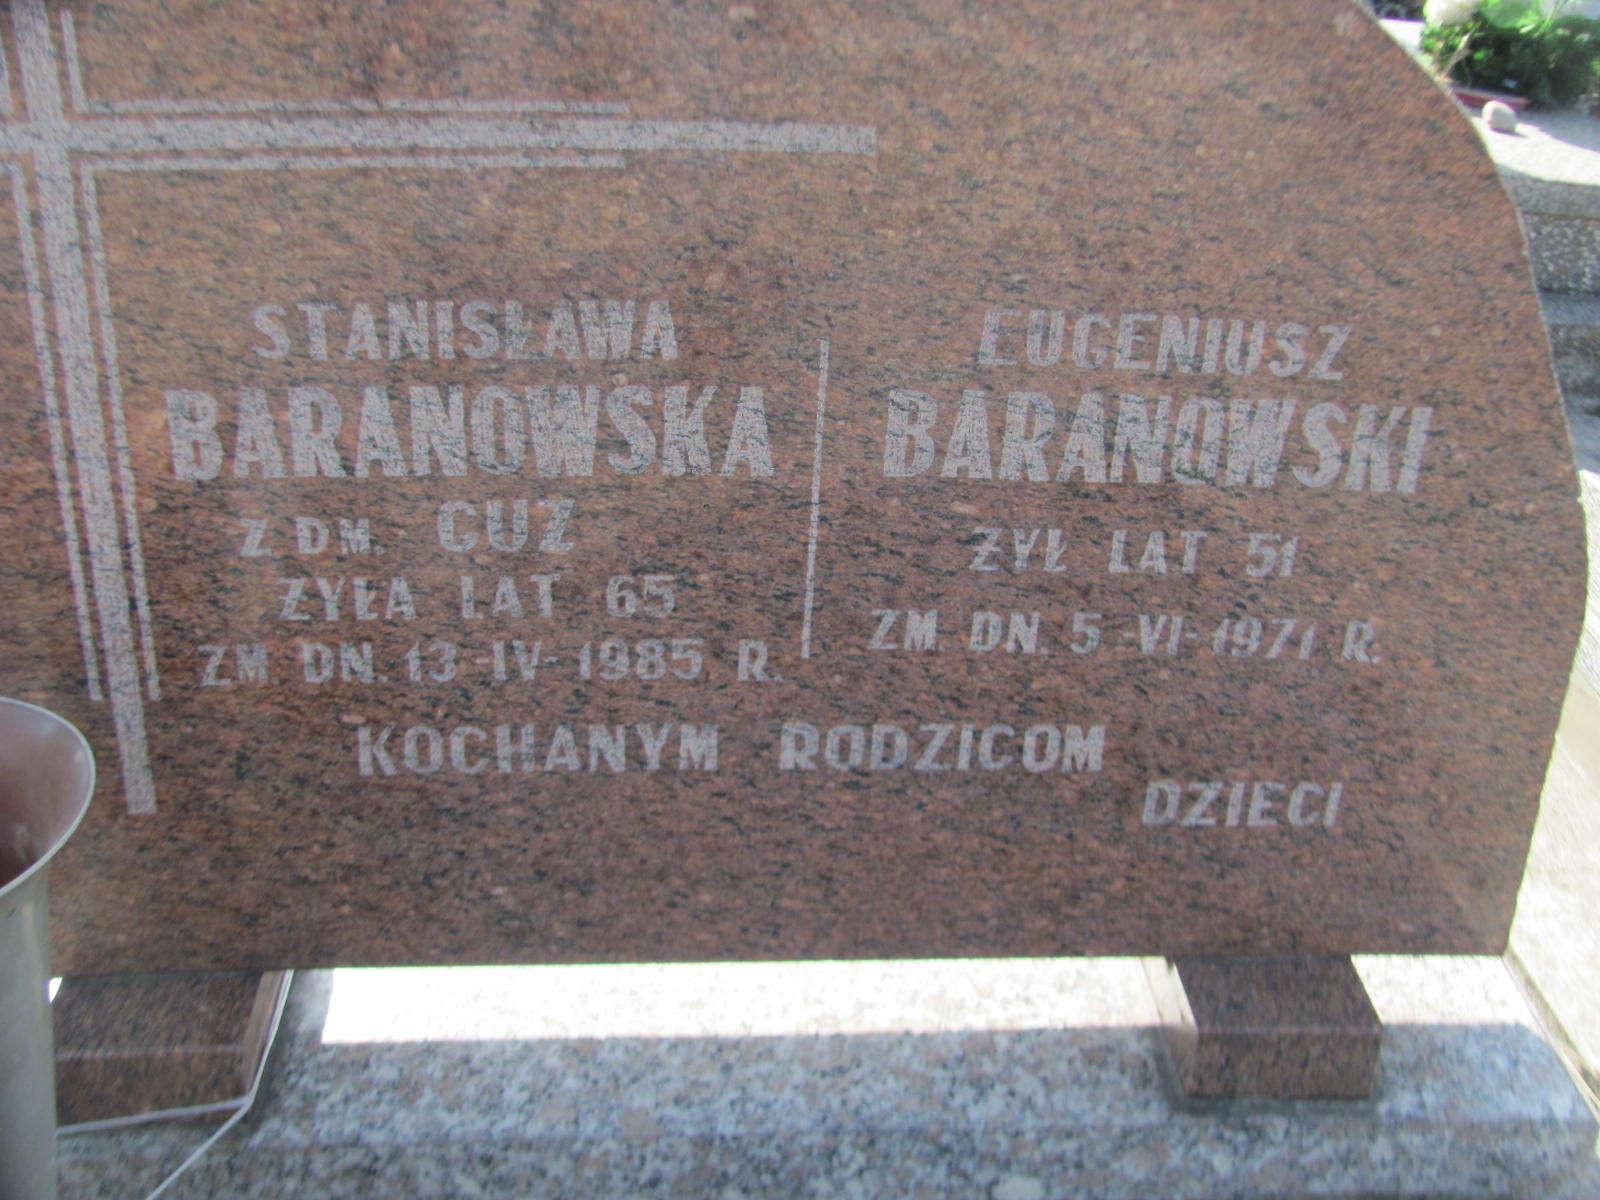 STANISŁAWA
BARANOWSKA
Z DM. GUZ
ŻYŁA LAT 65
ZM. DN. 13-IV-1985 R.
EUGENIUSZ
BARANOWSKI
ŻYŁ LAT 51
ZM. DN. 5-VI-1971 R.
KOCHANYM RODZICOM
DZIECI